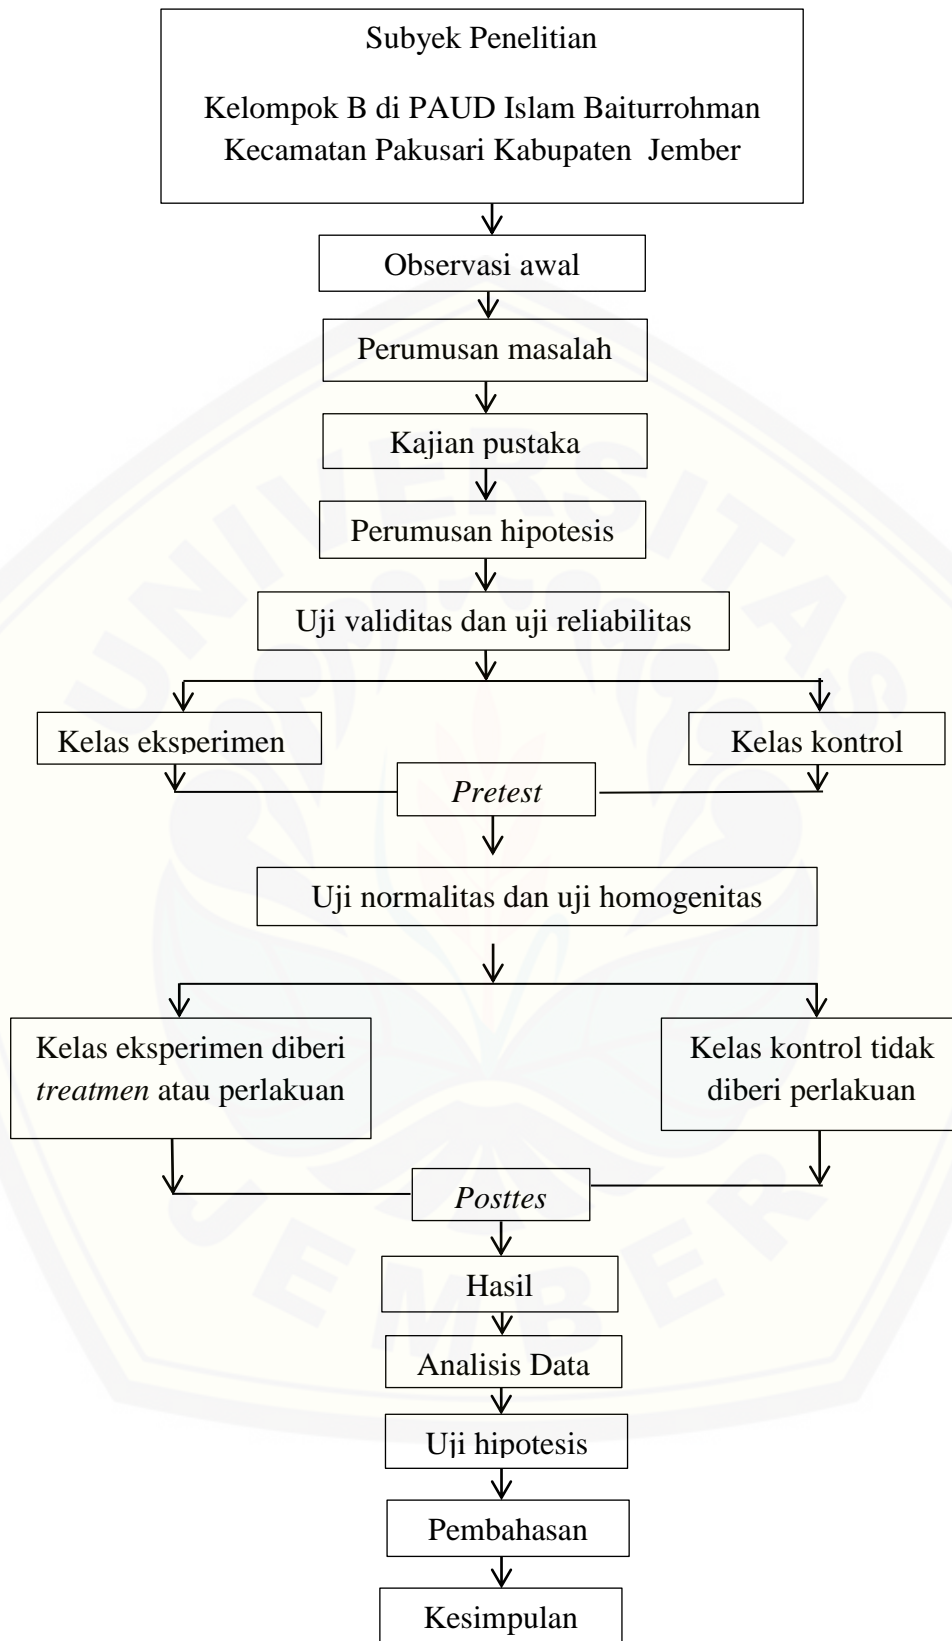 Subyek Penelitian
Kelompok B di PAUD Islam Baiturrohman
Kecamatan Pakusari Kabupaten Jember
Observasi awal
Perumusan masalah
Kajian pustaka
Perumusan hipotesis
Uji validitas dan uji reliabilitas
Kelas eksperimen
Kelas kontrol
Pretest
Uji normalitas dan uji homogenitas
Kelas eksperimen diberi
treatmen atau perlakuan
Kelas kontrol tidak
diberi perlakuan
Posttes
Hasil
Analisis Data
Uji hipotesis
Pembahasan
Kesimpulan
UNIVERSITAS
JEMBER